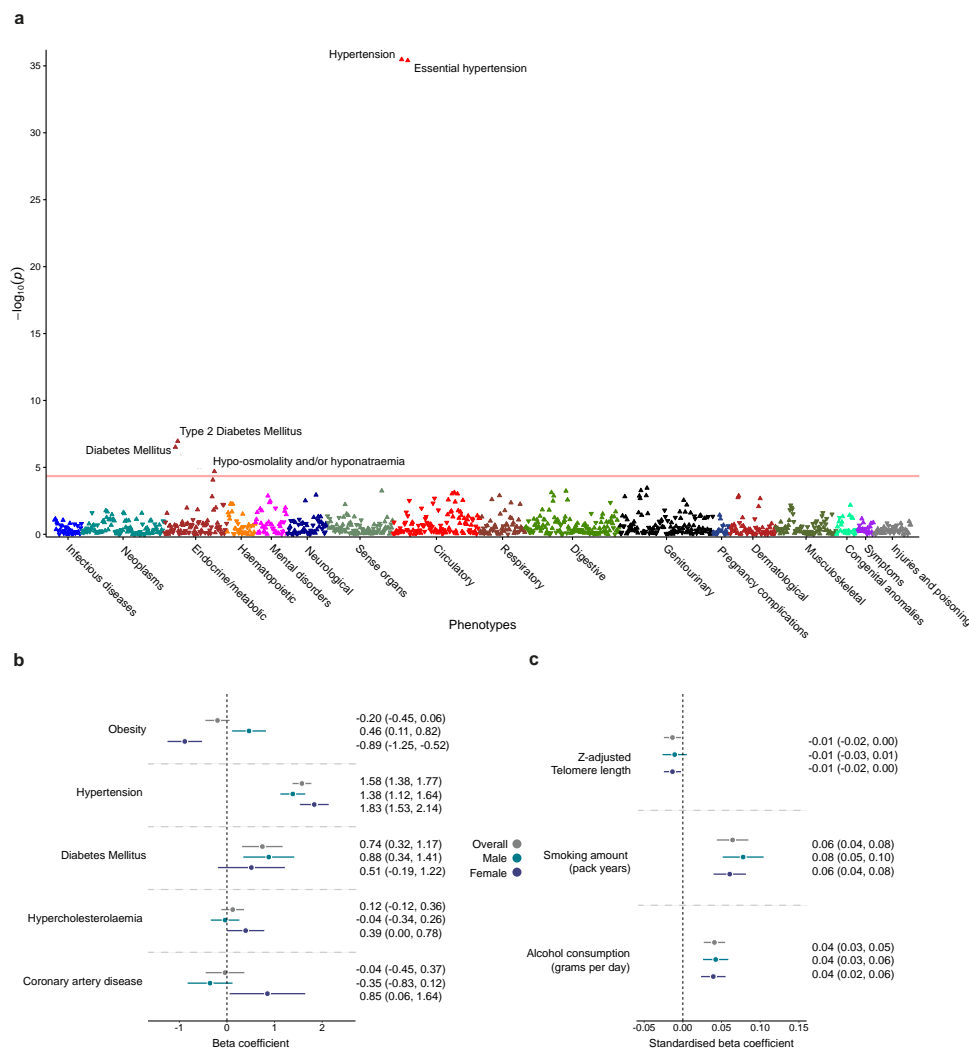 a
Hypertension
Essential hypertension
35
30
25
20
15
10
5
0
−log10(p)
Type 2 Diabetes Mellitus
Diabetes Mellitus
Hypo-osmolality and/or hyponatraemia
Infectious diseases
Neoplasms
Endocrine/metabolic
Haematopoietic
Mental disorders
Neurological
Sense organs
Circulatory
Respiratory
Digestive
Genitourinary
Pregnancy complications
Dermatological
Musculoskeletal
Congenital anomalies
Symptoms
Injuries and poisoning
Phenotypes
b
Obesity
-0.20 (-0.45, 0.06)
0.46 (0.11, 0.82)
-0.89 (-1.25, -0.52)
Hypertension
1.58 (1.38, 1.77)
1.38 (1.12, 1.64)
1.83 (1.53, 2.14)
Diabetes Mellitus
0.74 (0.32, 1.17)
0.88 (0.34, 1.41)
0.51 (-0.19, 1.22)
Hypercholesterolaemia
0.12 (-0.12, 0.36)
-0.04 (-0.34, 0.26)
0.39 (0.00, 0.78)
Coronary artery disease
-0.04 (-0.45, 0.37)
-0.35 (-0.83, 0.12)
0.85 (0.06, 1.64)
-1 0 1 2
Beta coefficient
Overall
Male
Female
c
Z-adjusted
Telomere length
-0.01 (-0.02, 0.00)
-0.01 (-0.03, 0.01)
-0.01 (-0.02, 0.00)
Smoking amount
(pack years)
0.06 (0.04, 0.08)
0.08 (0.05, 0.10)
0.06 (0.04, 0.08)
Alcohol consumption
(grams per day)
0.04 (0.03, 0.05)
0.04 (0.03, 0.06)
0.04 (0.02, 0.06)
-0.05 0.00 0.05 0.10 0.15
Standardised beta coefficient